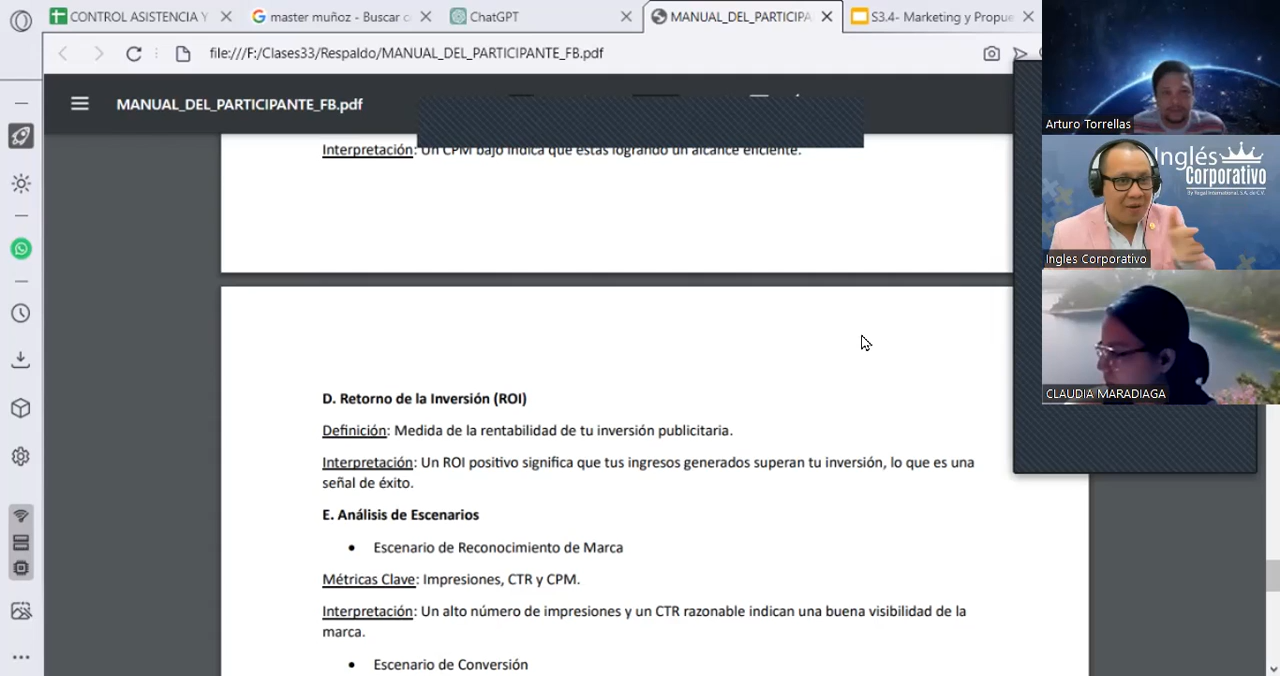 CONTROL ASISTENCIA Y
master muñoz - Buscar c
ChatGPT
MANUAL_DEL_PARTICIPA
S3.4- Marketing y Propue
file:///F:/Clases33/Respaldo/MANUAL_DEL_PARTICIPANTE_FB.pdf
MANUAL_DEL_PARTICIPANTE_FB.pdf
Interpretación: Un CPM bajo indica que estás logrando un alcance eficiente.
D. Retorno de la Inversión (ROI)
Definición: Medida de la rentabilidad de tu inversión publicitaria.
Interpretación: Un ROI positivo significa que tus ingresos generados superan tu inversión, lo que es una
señal de éxito.
E. Análisis de Escenarios
• Escenario de Reconocimiento de Marca
Métricas Clave: Impresiones, CTR y CPM.
Interpretación: Un alto número de impresiones y un CTR razonable indican una buena visibilidad de la
marca.
• Escenario de Conversión
Arturo Torrellas
Inglés
Corporativo
By Regal International, S.A. de C.V.
Ingles Corporativo
CLAUDIA MARADIAGA